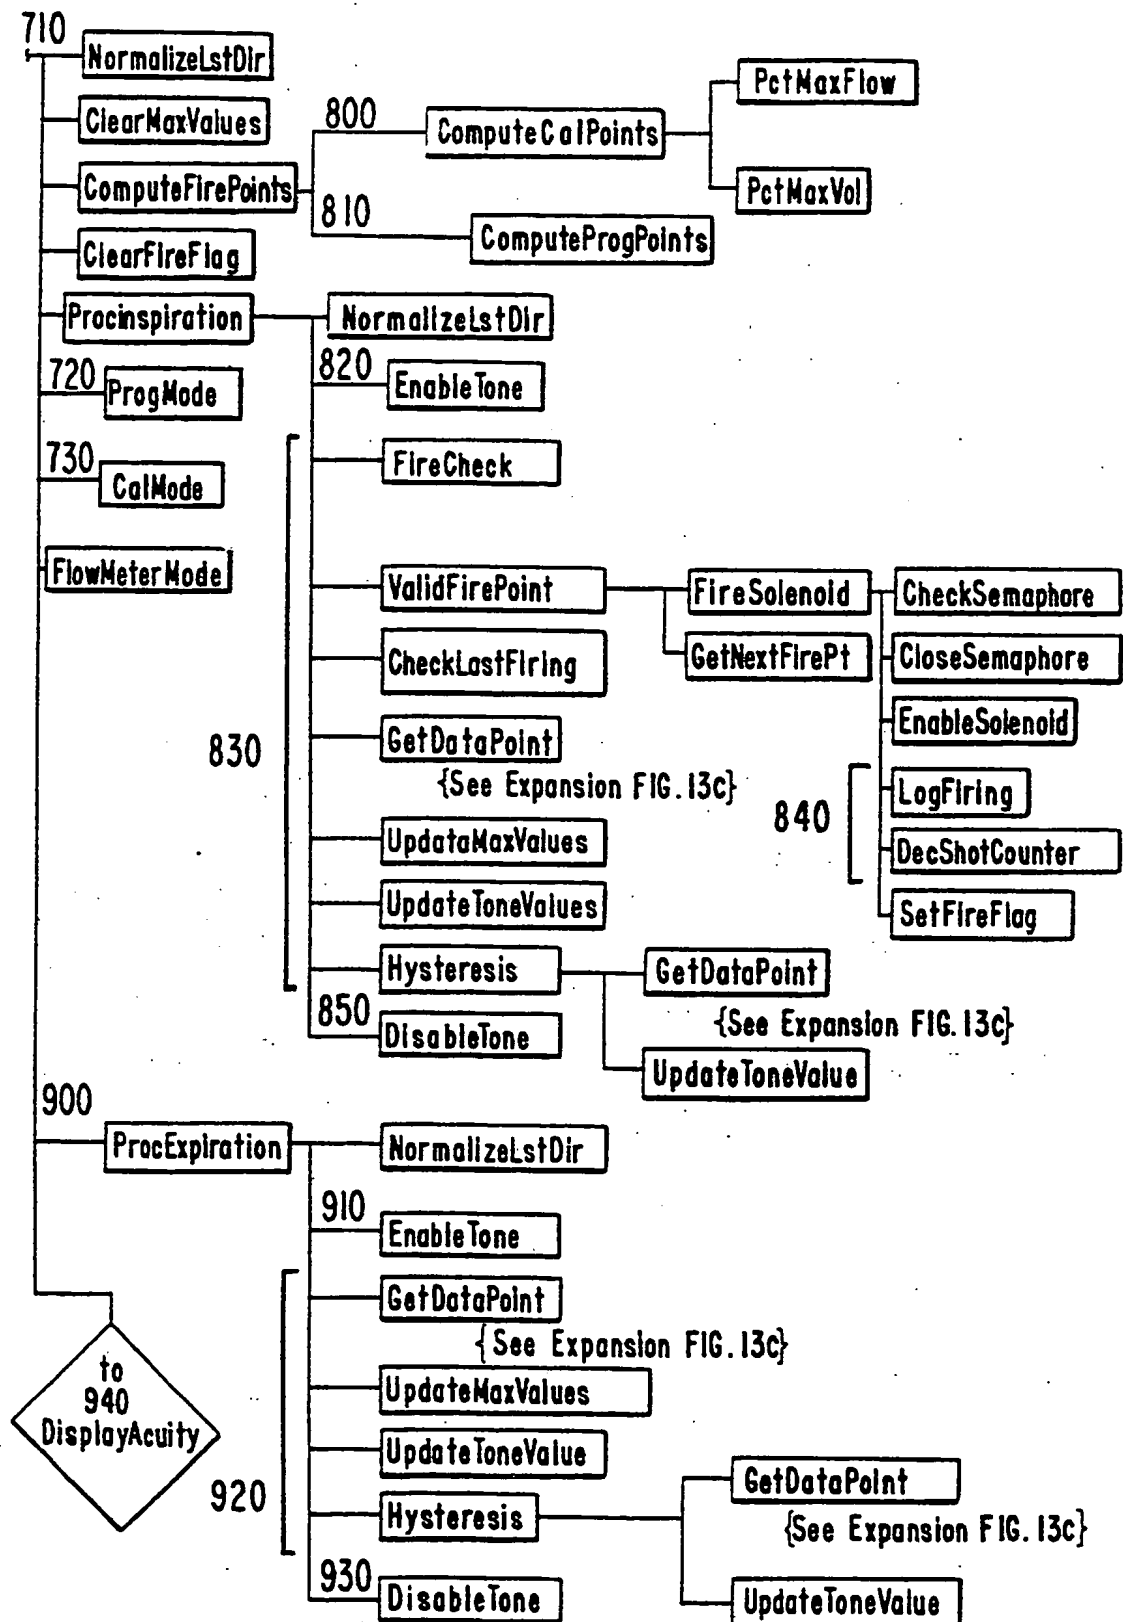 710
NormalizeLstDir
ClearMaxValues
ComputeFirePoints
800
ComputeCalPoints
PctMaxFlow
PctMaxVol
810
ComputeProgPoints
ClearFireFlag
Procinspiration
NormalizeLstDir
820
EnableTone
720
ProgMode
730
CalMode
FlowMeterMode
830
FireCheck
ValidFirePoint
FireSolenoid
CheckSemaphore
GetNextFirePt
CloseSemaphore
EnableSolenoid
840
LogFiring
DecShotCounter
SetFireFlag
CheckLastFiring
GetDataPoint
{See Expansion FIG.13c}
UpdataMaxValues
UpdateToneValues
Hysteresis
GetDataPoint
{See Expansion FIG.13c}
UpdateToneValue
850
DisableTone
900
ProcExpiration
NormalizeLstDir
910
EnableTone
920
GetDataPoint
{See Expansion FIG.13c}
UpdateMaxValues
UpdateToneValue
Hysteresis
GetDataPoint
{See Expansion FIG.13c}
UpdateToneValue
930
DisableTone
to
940
DisplayAcuity